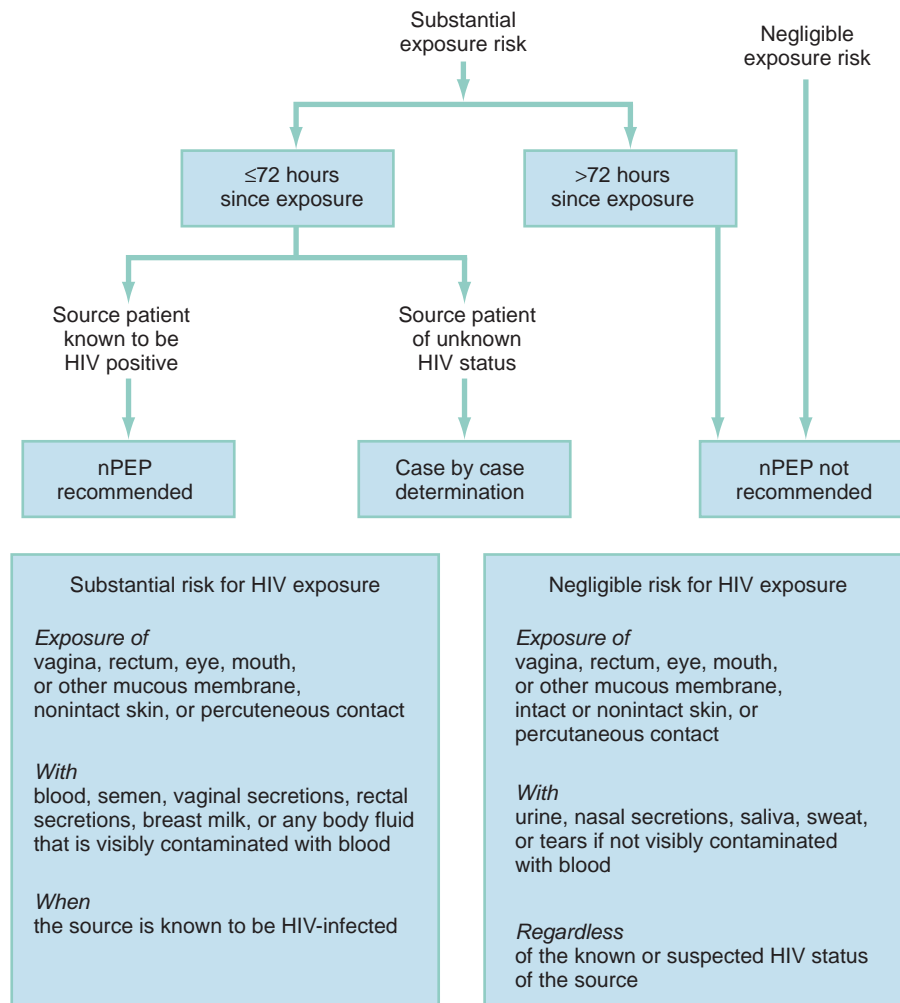 Substantial
exposure risk
Negligible
exposure risk
≤72 hours
since exposure
>72 hours
since exposure
Source patient
known to be
HIV positive
Source patient
of unknown
HIV status
nPEP
recommended
Case by case
determination
nPEP not
recommended
Substantial risk for HIV exposure
Exposure of
vagina, rectum, eye, mouth,
or other mucous membrane,
nonintact skin, or percuteneous contact
With
blood, semen, vaginal secretions, rectal
secretions, breast milk, or any body fluid
that is visibly contaminated with blood
When
the source is known to be HIV-infected
Negligible risk for HIV exposure
Exposure of
vagina, rectum, eye, mouth,
or other mucous membrane,
intact or nonintact skin, or
percutaneous contact
With
urine, nasal secretions, saliva, sweat,
or tears if not visibly contaminated
with blood
Regardless
of the known or suspected HIV status
of the source